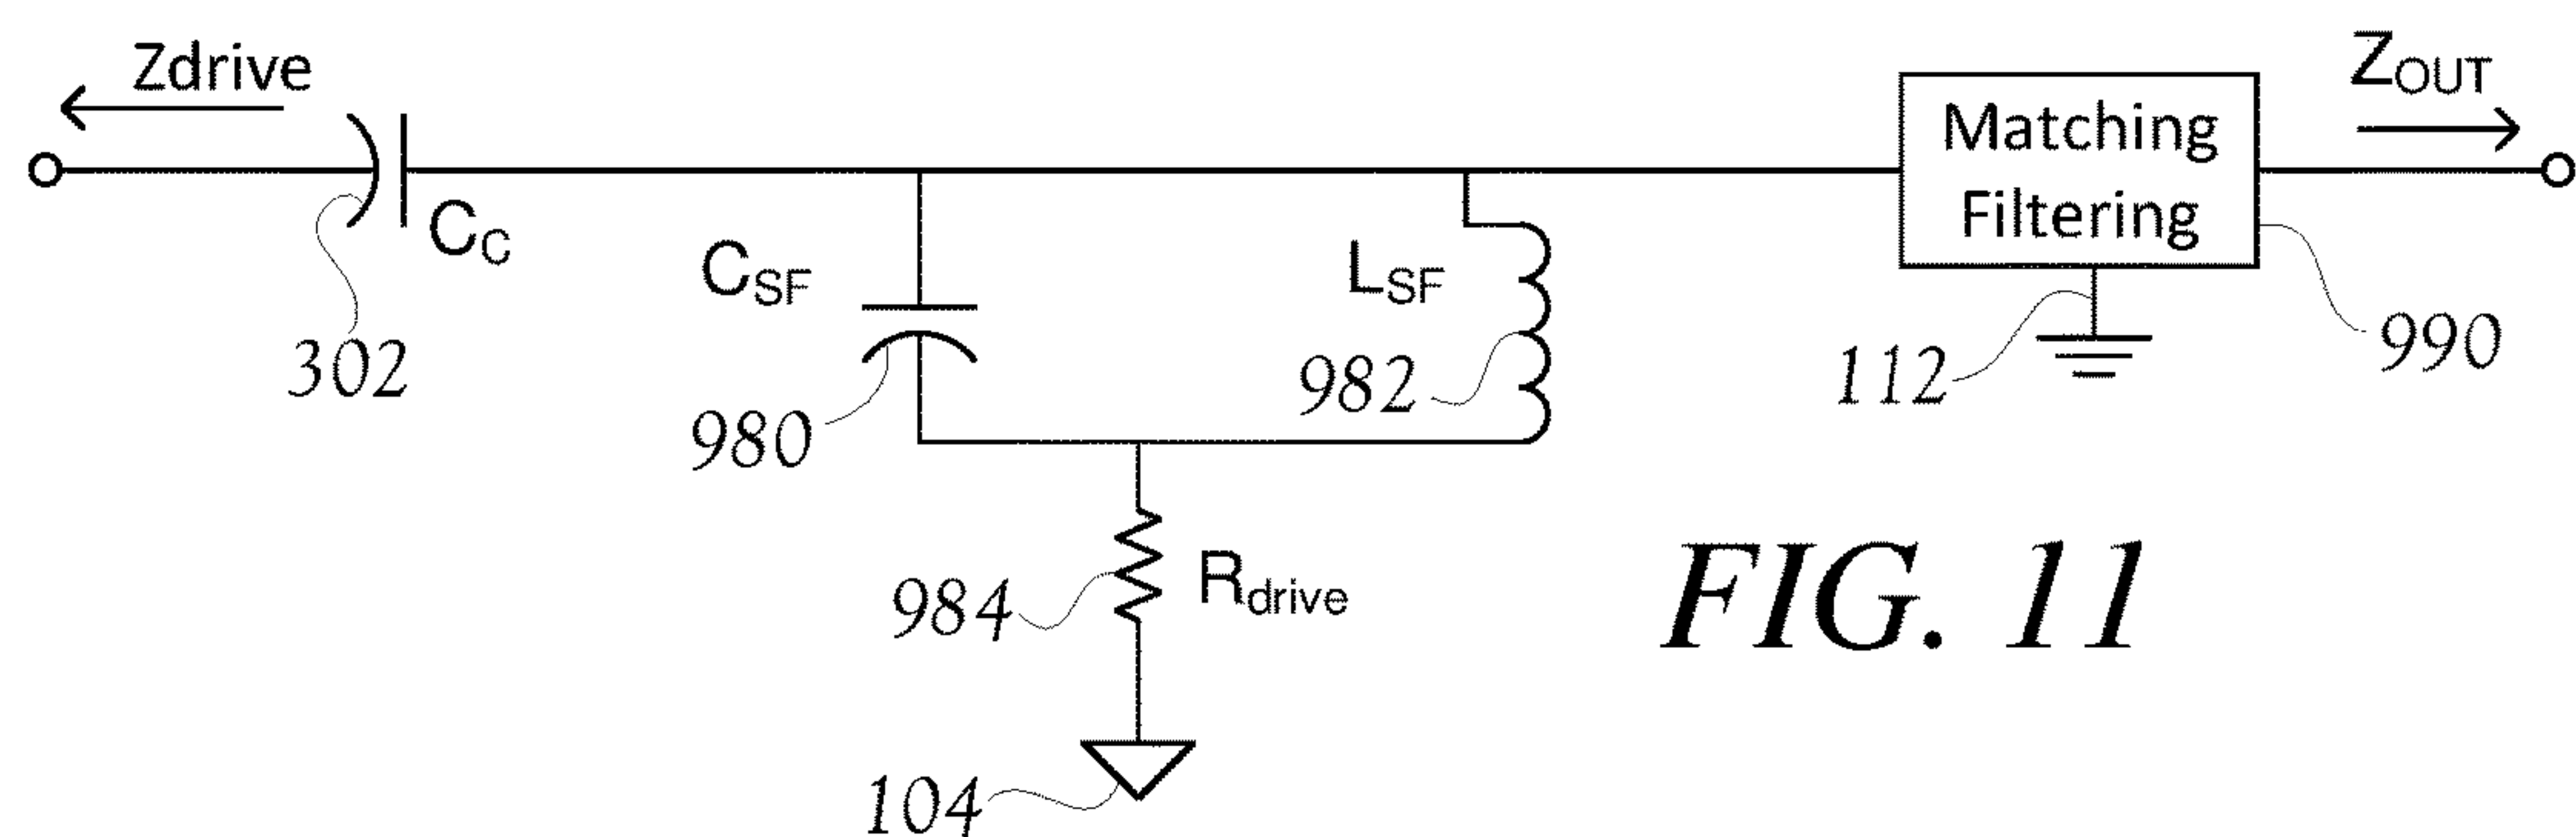 Zdrive
ZOUT
Matching
Filtering
CC
CSF
LSF
302
980
982
112
990
984
Rdrive
104
FIG. 11